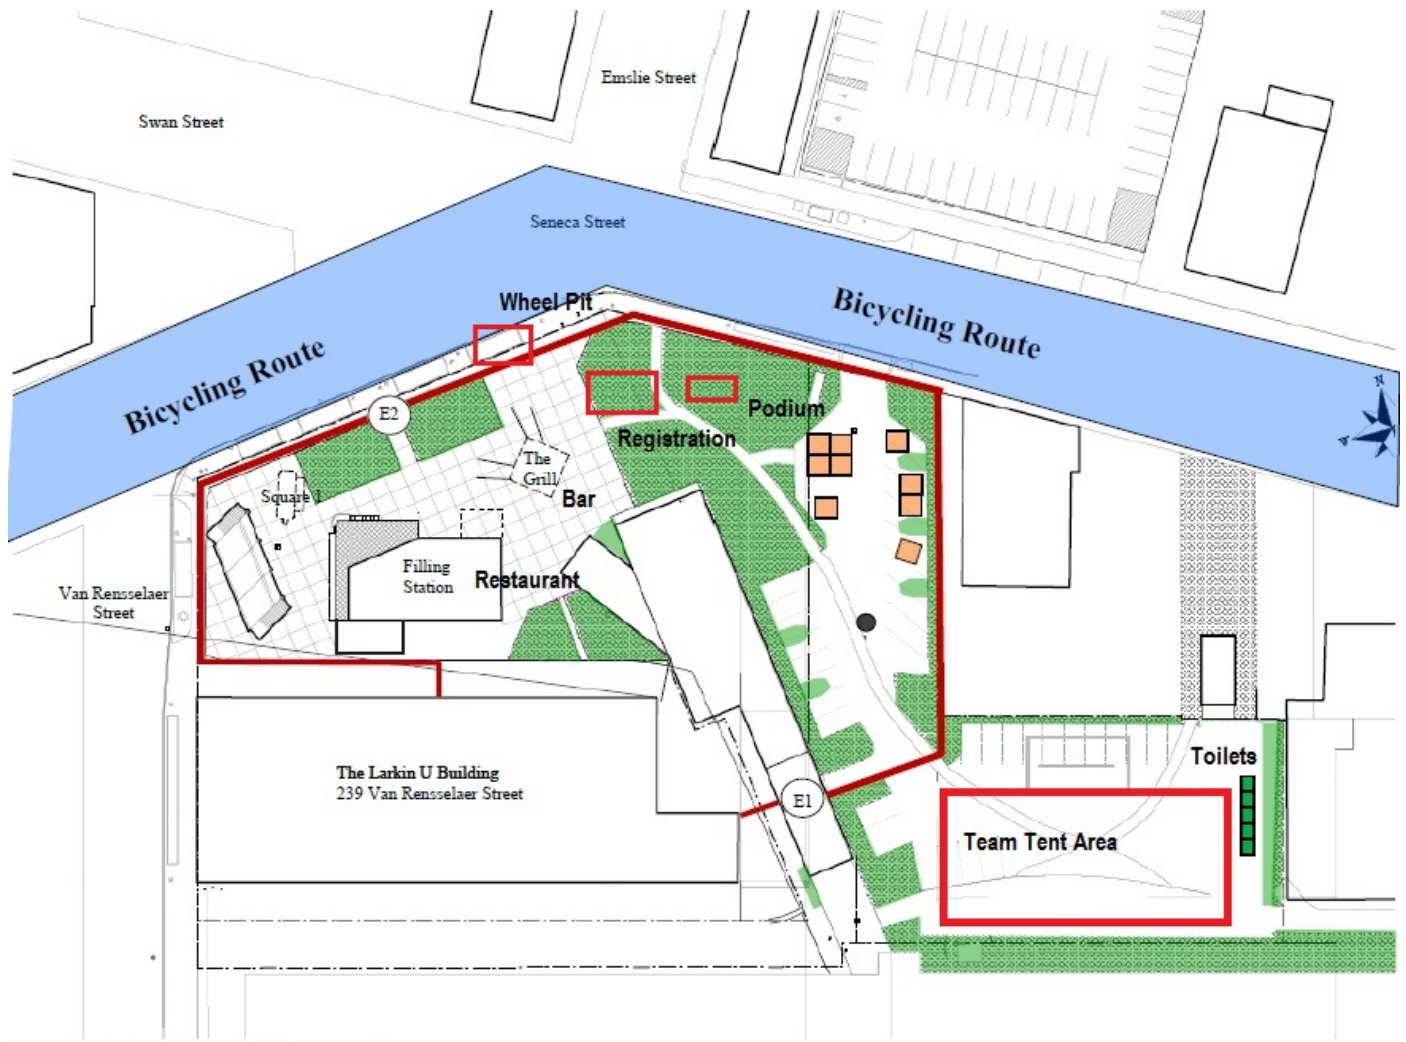 Emslie Street
Swan Street
Seneca Street
Wheel Pit
Bicycling Route
Bicycling Route
N
E2
Podium
Registration
The
Grill
Square 1
Bar
Filling
Station
Restaurant
Van Rensselaer
Street
The Larkin U Building
239 Van Rensselaer Street
E1
Toilets
Team Tent Area